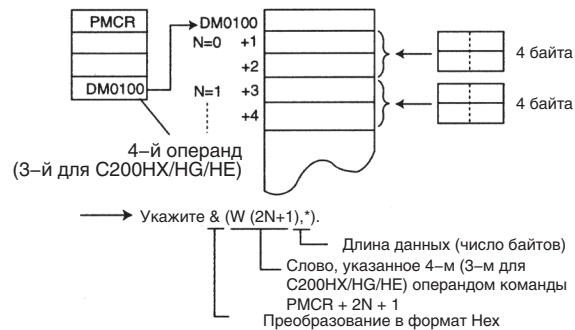 PMCR
DM0100
DM0100
N=0 +1
+2
4 байта
N=1 +3
+4
4 байта
4–й операнд
(3–й для C200HX/HG/HE)
Укажите & (W (2N+1),*).
Длина данных (число байтов)
Слово, указанное 4–м (3–м для
C200HX/HG/HE) операндом команды
PMCR + 2N + 1
Преобразование в формат Hex